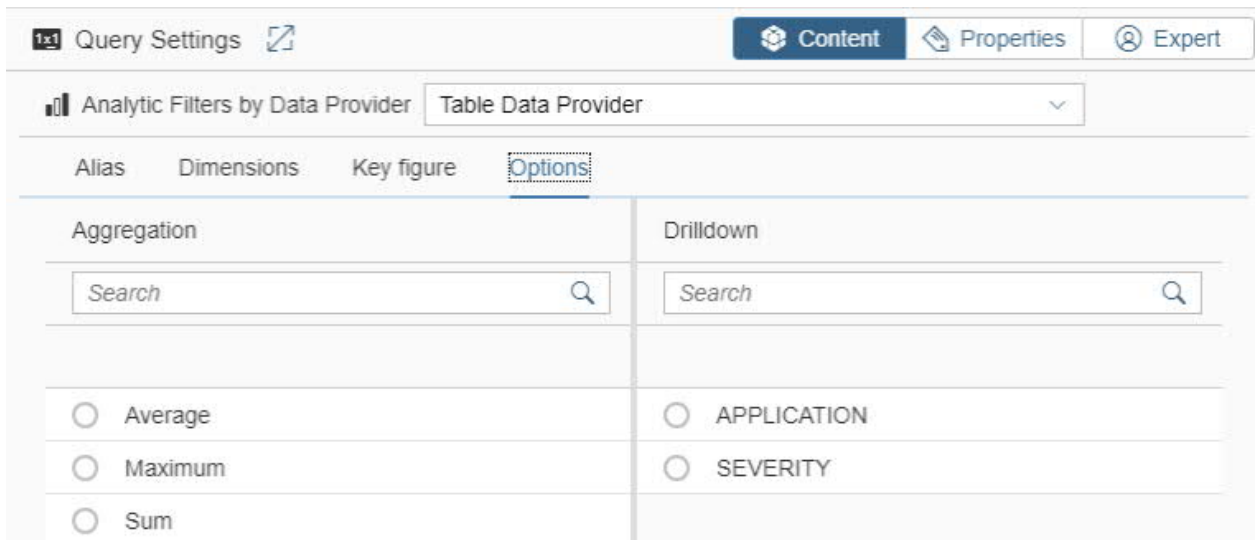 1x1 Query Settings Content Properties Expert
Analytic Filters by Data Provider Table Data Provider
Alias Dimensions Key figure Options
Aggregation Drilldown
Search Search
Average APPLICATION
Maximum SEVERITY
Sum